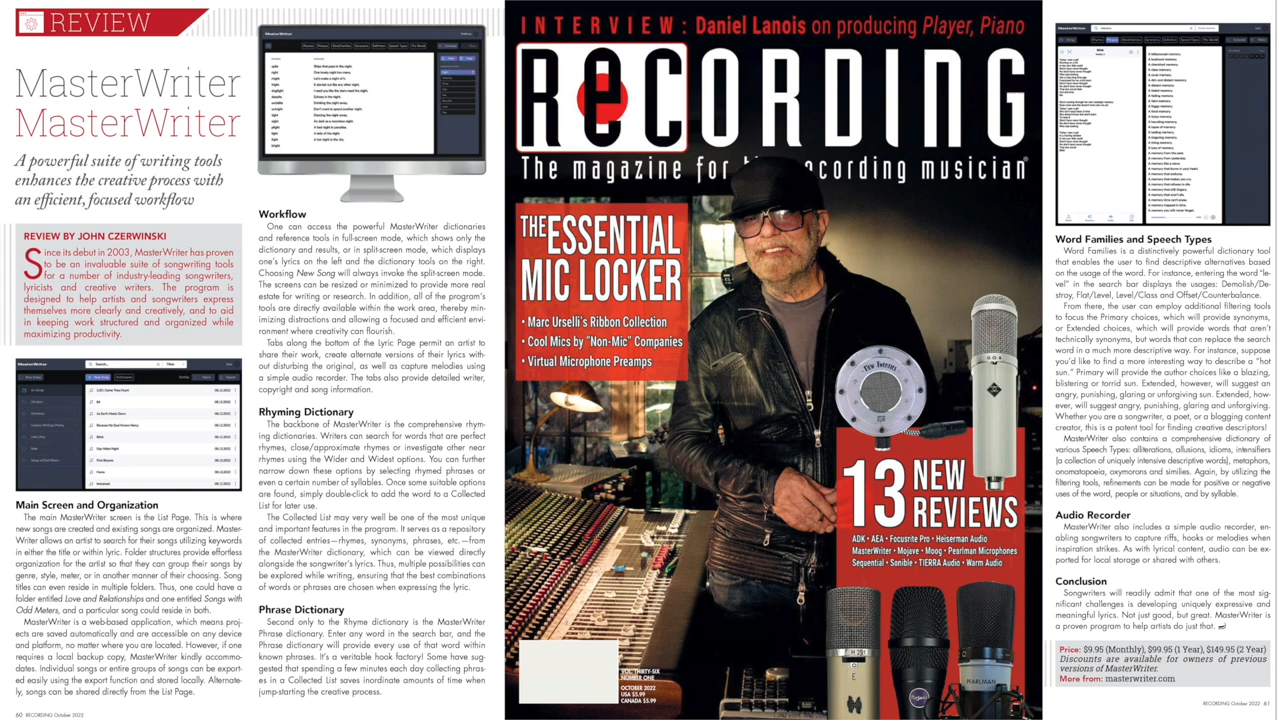 REVIEW
MasterWriter
MasterWriter
A powerful suite of writing tools
enhances the creative process with
an efficient, focused workflow
REVIEW BY JOHN CZERWINSKI
Since its debut in 2003, MasterWriter has proven
to be an invaluable suite of songwriting tools
for a number of industry-leading songwriters,
lyricists and creative writers. The program is
designed to help artists and songwriters express
themselves more clearly and creatively, and to aid
in keeping work structured and organized while
maximizing productivity.
MasterWriter
Main Screen and Organization
The main MasterWriter screen is the List Page. This is where
new songs are created and existing songs are organized. Master-
Writer allows an artist to search for their songs utilizing keywords
in either the title or within lyric. Folder structures provide effortless
organization for the artist so that they can group their songs by
genre, style, meter, or in another manner of their choosing. Song
titles can even reside in multiple folders. Thus, one could have a
folder entitled Love and Relationships and one entitled Songs with
Odd Meters, and a particular song could reside in both.
MasterWriter is a web-based application, which means proj-
ects are saved automatically and are accessible on any device
and platform, no matter where you are located. However, if one
requires a local backup copy, MasterWriter kindly accommo-
dates. Individual songs or entire groups of songs can be export-
ed easily using the export function and stored locally. Alternate-
ly, songs can be shared directly from the List Page.
60 RECORDING October 2022
MasterWriter
Workflow
One can access the powerful MasterWriter dictionaries
and reference tools in full-screen mode, which shows only the
dictionary and results, or in split-screen mode, which displays
one's lyrics on the left and the dictionary tools on the right.
Choosing New Song will always invoke the split-screen mode.
The screens can be resized or minimized to provide more real
estate for writing or research. In addition, all of the program's
tools are directly available within the work area, thereby min-
imizing distractions and allowing a focused and efficient envi-
ronment where creativity can flourish.
Tabs along the bottom of the Lyric Page permit an artist to
share their work, create alternate versions of their lyrics with-
out disturbing the original, as well as capture melodies using
a simple audio recorder. The tabs also provide detailed writer,
copyright and song information.
Rhyming Dictionary
The backbone of MasterWriter is the comprehensive rhym-
ing dictionaries. Writers can search for words that are perfect
rhymes, close/approximate rhymes or investigate other near
rhymes using the Wider and Widest options. You can further
narrow down these options by selecting rhymed phrases or
even a certain number of syllables. Once some suitable options
are found, simply double-click to add the word to a Collected
List for later use.
The Collected List may very well be one of the most unique
and important features in the program. It serves as a repository
of collected entries—rhymes, synonyms, phrases, etc.—from
the MasterWriter dictionary, which can be viewed directly
alongside the songwriter's lyrics. Thus, multiple possibilities can
be explored while writing, ensuring that the best combinations
of words or phrases are chosen when expressing the lyric.
Phrase Dictionary
Second only to the Rhyme dictionary is the MasterWriter
Phrase dictionary. Enter any word in the search bar, and the
Phrase dictionary will provide every use of that word within
known phrases. It's a veritable hook factory! Some have sug-
gested that spending a few minutes each day collecting phras-
es in a Collected List saves inordinate amounts of time when
jump-starting the creative process.
INTERVIEW: Daniel Lanois on Producing Player, Piano
RECORDING
The magazine for the recording musician
THE ESSENTIAL
MIC LOCKER
• Marc Urselli's Ribbon Collection
• Cool Mics by "Non-Mic" Companies
• Virtual Microphone Preamps
13 NEW
REVIEWS
ADK • AEA • Focusrite Pro • Heiserman Audio
MasterWriter • Mojave • Moog • Pearlman Microphones
Sequential • Sonible • TIERRA Audio • Warm Audio
PEARLMAN
VOL. THIRTY-SIX
NUMBER ONE
OCTOBER 2022
USA $5.99
CANADA $5.99
Word Families and Speech Types
Word Families is a distinctively powerful dictionary tool
that enables the user to find descriptive alternatives based
on the usage of the word. For instance, entering the word "le-
vel" in the search bar displays the usages: Demolish/De-
stroy, Flat/Level, Level/Class and Offset/Counterbalance.
From there, the user can employ additional filtering tools
to focus the Primary choices, which will provide synonyms,
or Extended choices, which will provide words that aren't
technically synonyms, but words that can replace the search
word in a much more descriptive way. For instance, suppose
you'd like to find a more interesting way to describe a "hot
sun." Primary will provide the author choices like a blazing,
blistering or torrid sun. Extended, however, will suggest an
angry, punishing, glaring or unforgiving sun. Extended, how-
ever, will suggest angry, punishing, glaring and unforgiving.
Whether you are a songwriter, a poet, or a blogging content
creator, this is a potent tool for finding creative descriptors!
MasterWriter also contains a comprehensive dictionary of
various Speech Types: alliterations, allusions, idioms, intensifiers
(a collection of uniquely intensive descriptive words), metaphors,
onomatopoeia, oxymorons and similies. Again, by utilizing the
filtering tools, refinements can be made for positive or negative
uses of the word, people or situations, and by syllable.
Audio Recorder
MasterWriter also includes a simple audio recorder, en-
abling songwriters to capture riffs, hooks or melodies when
inspiration strikes. As with lyrical content, audio can be ex-
ported for local storage or shared with others.
Conclusion
Songwriters will readily admit that one of the most sig-
nificant challenges is developing uniquely expressive and
meaningful lyrics. Not just good, but great. MasterWriter is
a proven program to help artists do just that.
Price: $9.95 (Monthly), $99.95 (1 Year), $149.95 (2 Year)
Discounts are available for owners of previous
versions of MasterWriter.
More from: masterwriter.com
RECORDING October 2022 61